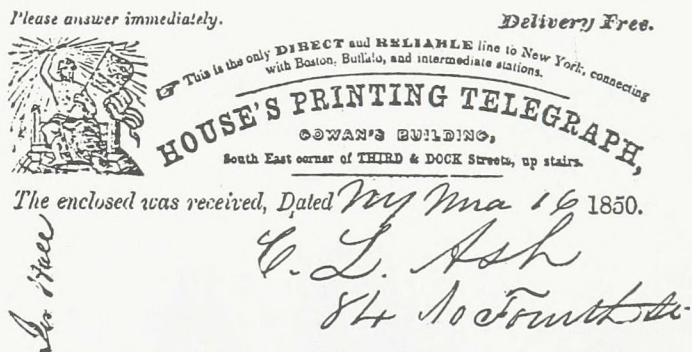 Please answer immediately.
Delivery Free.
This is the only DIRECT and RELIABLE line to New York, connecting
with Boston, Buffalo, and intermediate stations.
HOUSE'S PRINTING TELEGRAPH,
GOWAN'S BUILDING,
South East corner of THIRD & DOCK Streets, up stairs.
The enclosed was received, Dated NY 16 1850.
C. L. Ash
84 No Fourth St.